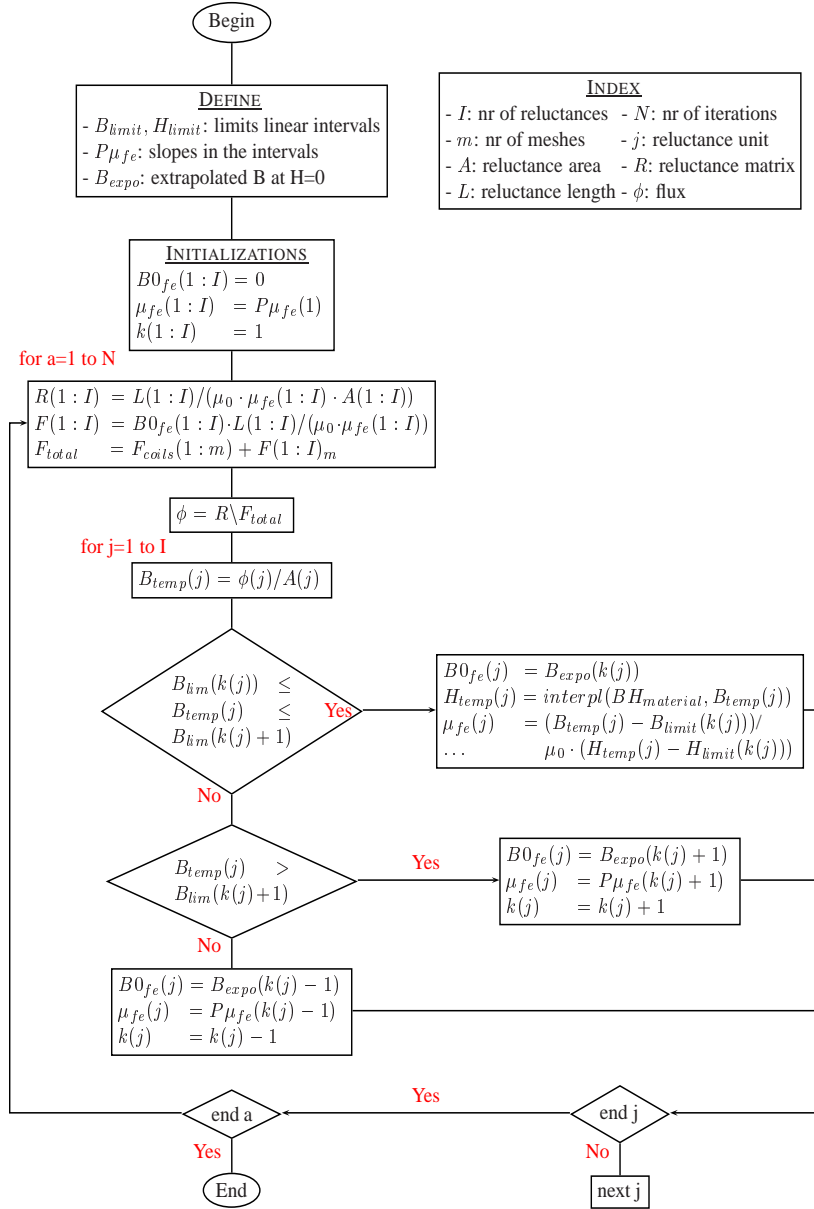 Begin
DEFINE
- B_limit, H_limit: limits linear intervals
- Pμ_fe: slopes in the intervals
- B_expo: extrapolated B at H=0
INDEX
- I: nr of reluctances - N: nr of iterations
- m: nr of meshes - j: reluctance unit
- A: reluctance area - R: reluctance matrix
- L: reluctance length - ϕ: flux
INITIALIZATIONS
B0_fe(1 : I) = 0
μ_fe(1 : I) = Pμ_fe(1)
k(1 : I) = 1
for a=1 to N
R(1 : I) = L(1 : I)/(μ_0 · μ_fe(1 : I) · A(1 : I))
F(1 : I) = B0_fe(1 : I)·L(1 : I)/(μ_0·μ_fe(1 : I))
F_total = F_coils(1 : m) + F(1 : I)_m
ϕ = R\F_total
for j=1 to I
B_temp(j) = ϕ(j)/A(j)
B_lim(k(j)) ≤
B_temp(j) ≤
B_lim(k(j) + 1)
Yes
B0_fe(j) = B_expo(k(j))
H_temp(j) = interpl(BH_material, B_temp(j))
μ_fe(j) = (B_temp(j) − B_limit(k(j)))/
... μ_0 · (H_temp(j) − H_limit(k(j)))
No
B_temp(j) >
B_lim(k(j)+1)
Yes
B0_fe(j) = B_expo(k(j) + 1)
μ_fe(j) = Pμ_fe(k(j) + 1)
k(j) = k(j) + 1
No
B0_fe(j) = B_expo(k(j) − 1)
μ_fe(j) = Pμ_fe(k(j) − 1)
k(j) = k(j) − 1
end a
Yes
end j
Yes
No
End
next j